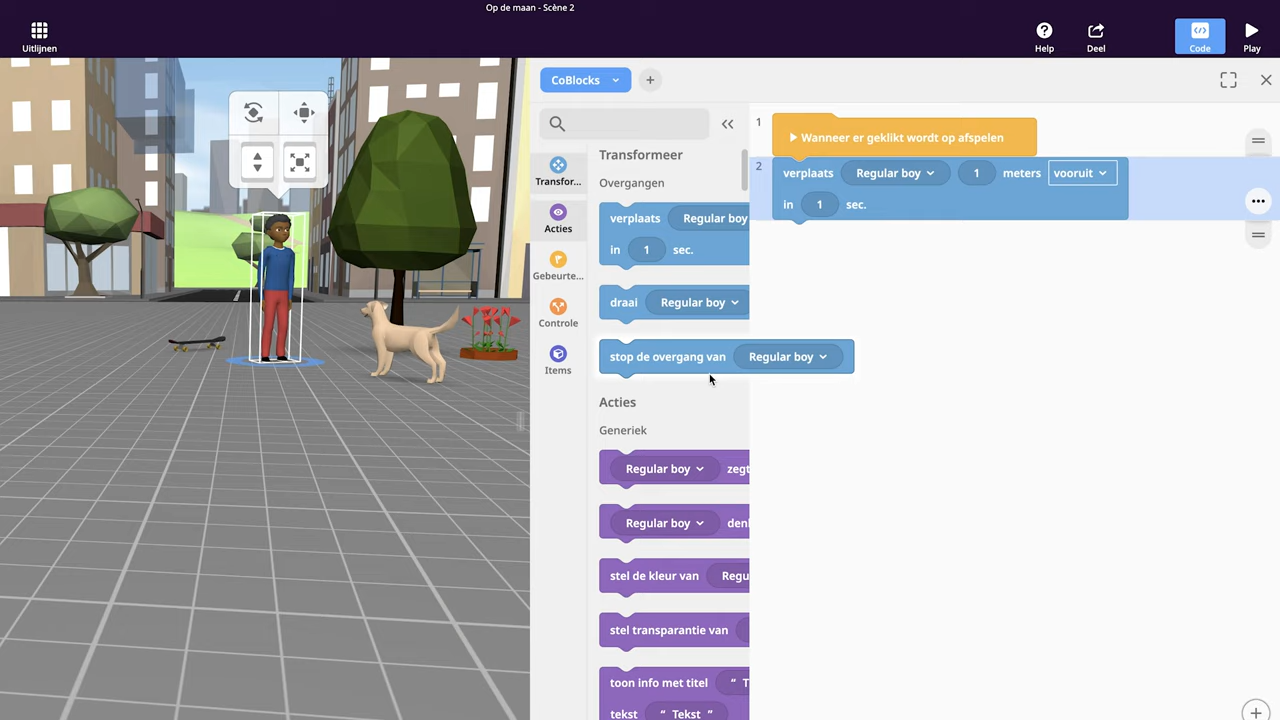 Op de maan - Scène 2
Uitlijnen
Help
Deel
Code
Play
CoBlocks
Transfor...
Acties
Gebeurte...
Controle
Items
Transformeer
Overgangen
verplaats Regular boy
in 1 sec.
draai Regular boy
stop de overgang van Regular boy
Acties
Generiek
Regular boy zegt
Regular boy denl
stel de kleur van Regu
stel transparantie van
toon info met titel “ T
tekst “ Tekst ”
1
Wanneer er geklikt wordt op afspelen
2
verplaats Regular boy 1 meters vooruit
in 1 sec.